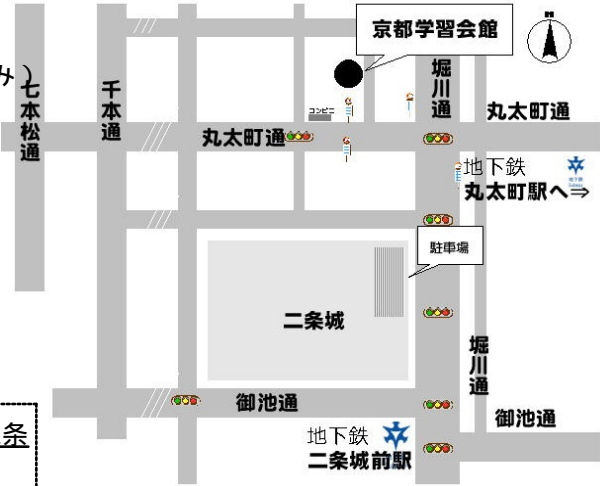 京都学習会館
み）
七本松通
千本通
堀川通
コンビニ
丸太町通
丸太町通
地下鉄
丸太町駅へ⇒
駐車場
二条城
堀川通
御池通
御池通
条
地下鉄
二条城前駅